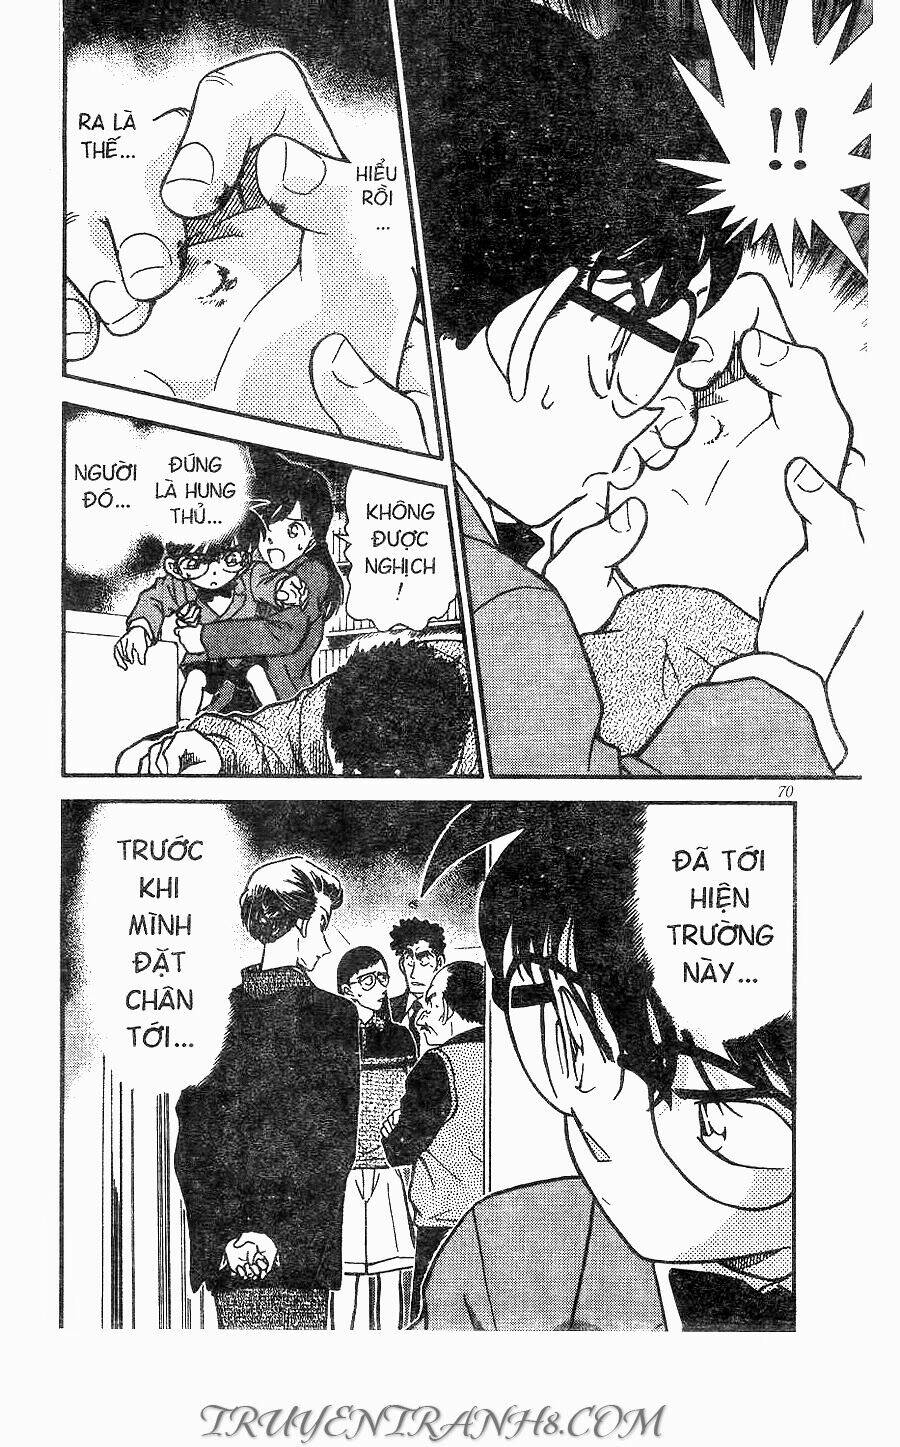 !!
RA LÀ
THẾ...
HIỂU
RỒI
...
KHÔNG
ĐƯỢC
NGHỊCH
!
ĐÚNG
LÀ HUNG
THỦ...
NGƯỜI
ĐÓ...
70
ĐÃ TỚI
HIỆN
TRƯỜNG
NÀY...
TRƯỚC
KHI
MÌNH
ĐẶT
CHÂN
TỚI...
TRUYENTRANH8.COM